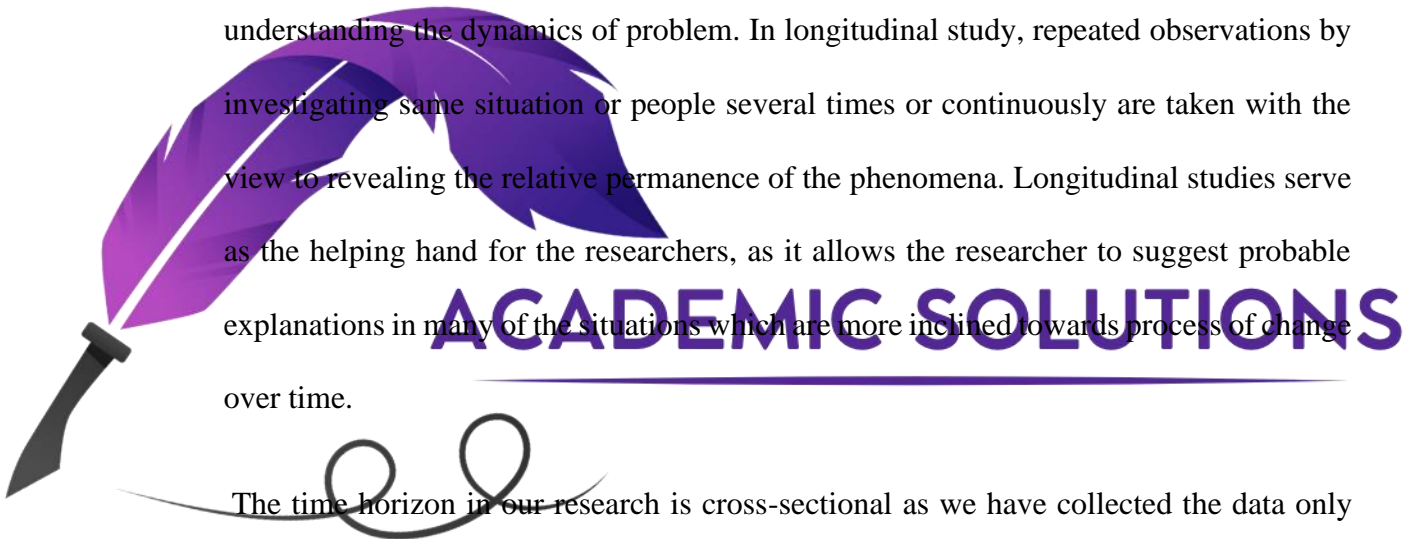 understanding the dynamics of problem. In longitudinal study, repeated observations by
investigating same situation or people several times or continuously are taken with the
view to revealing the relative permanence of the phenomena. Longitudinal studies serve
as the helping hand for the researchers, as it allows the researcher to suggest probable
ACADEMIC SOLUTIONS
explanations in many of the situations which are more inclined towards process of change
over time.
The time horizon in our research is cross-sectional as we have collected the data only